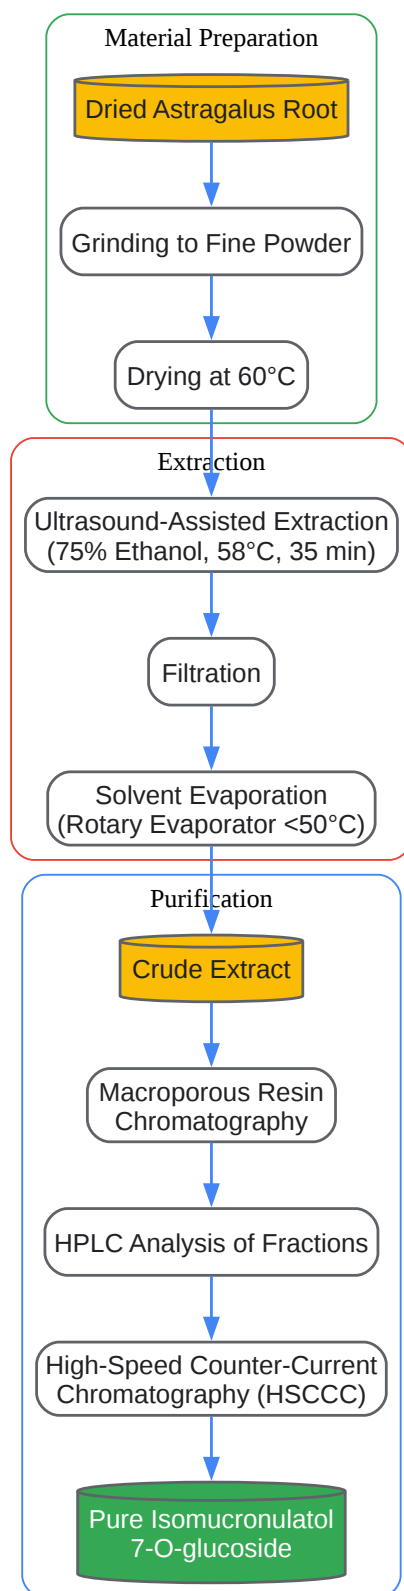 Material Preparation
Dried Astragalus Root
Grinding to Fine Powder
Drying at 60°C
Extraction
Ultrasound-Assisted Extraction
(75% Ethanol, 58°C, 35 min)
Filtration
Solvent Evaporation
(Rotary Evaporator <50°C)
Purification
Crude Extract
Macroporous Resin
Chromatography
HPLC Analysis of Fractions
High-Speed Counter-Current
Chromatography (HSCCC)
Pure Isomucronulatol
7-O-glucoside